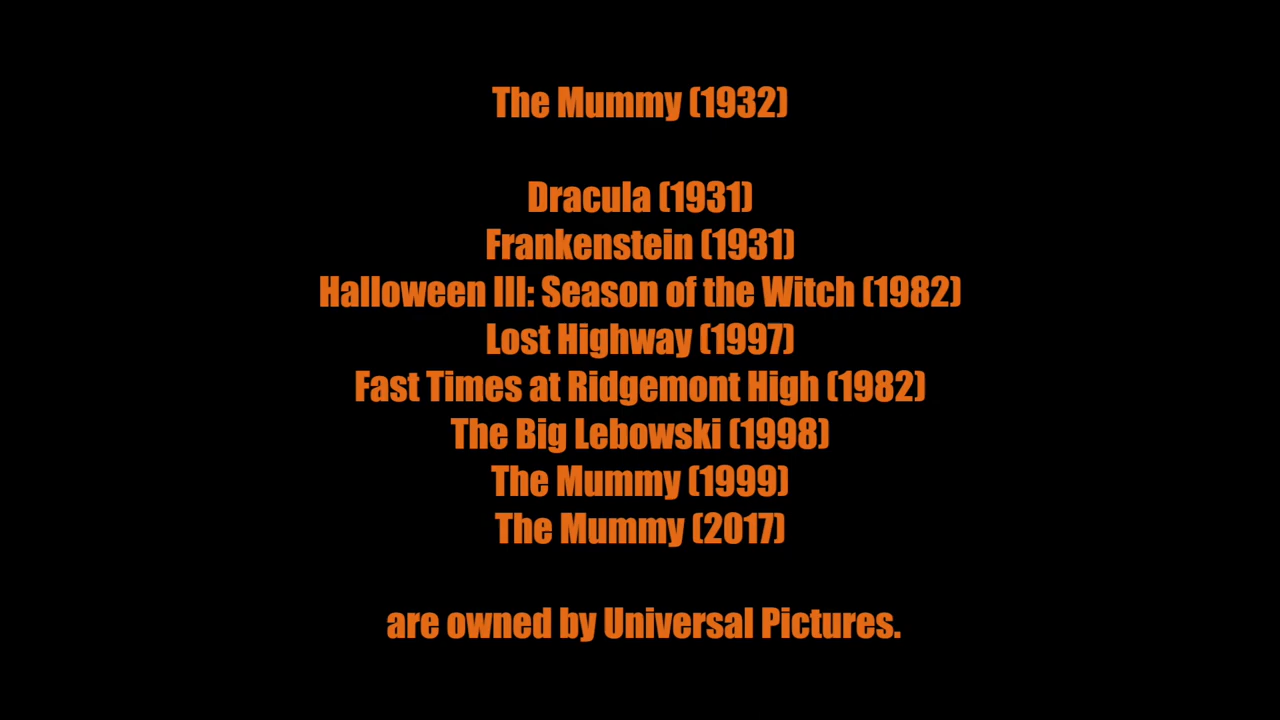 The Mummy (1932)
Dracula (1931)
Frankenstein (1931)
Halloween III: Season of the Witch (1982)
Lost Highway (1997)
Fast Times at Ridgemont High (1982)
The Big Lebowski (1998)
The Mummy (1999)
The Mummy (2017)
are owned by Universal Pictures.